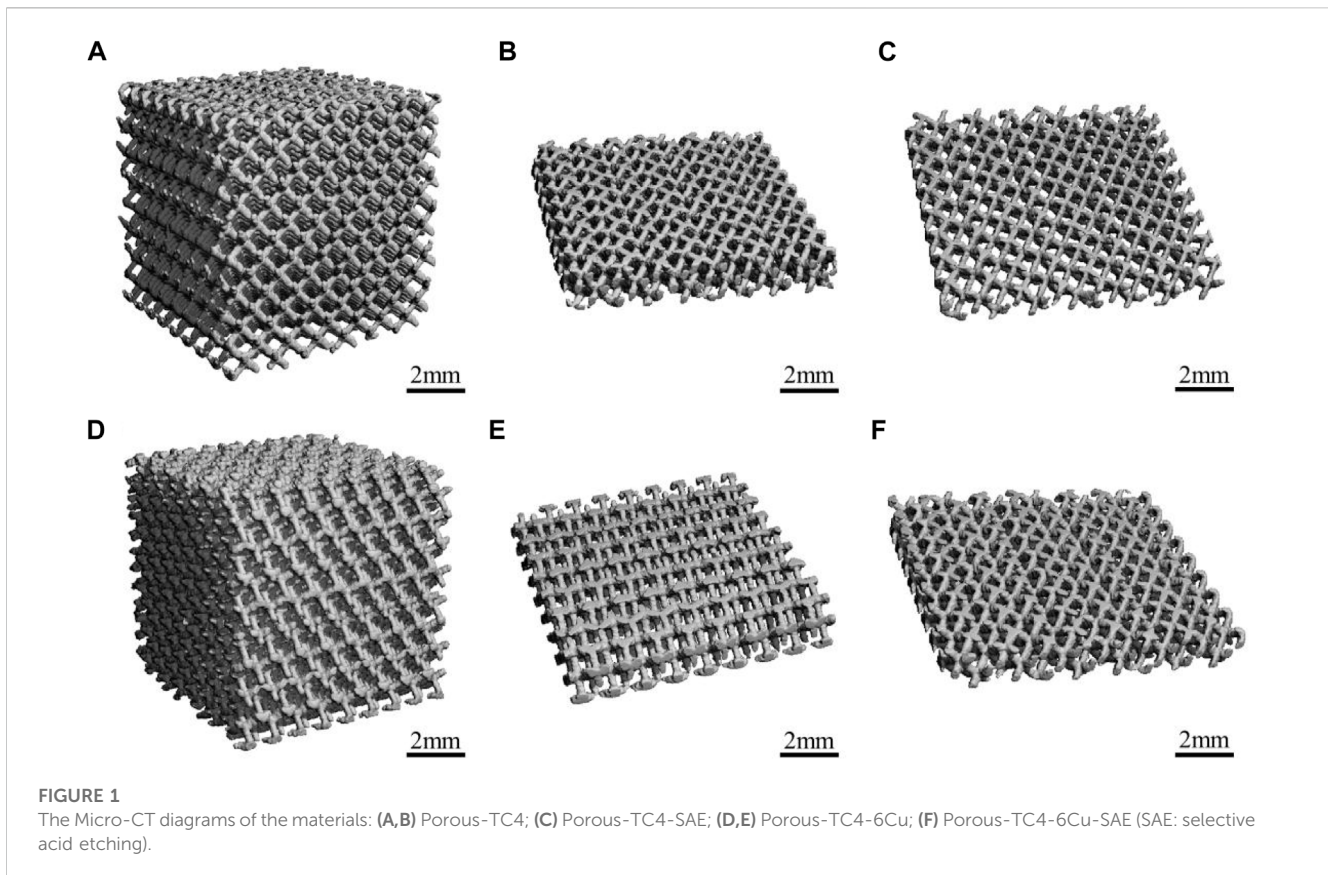 A
B
C
2mm
2mm
2mm
D
E
F
2mm
2mm
2mm
FIGURE 1
The Micro-CT diagrams of the materials: (A,B) Porous-TC4; (C) Porous-TC4-SAE; (D,E) Porous-TC4-6Cu; (F) Porous-TC4-6Cu-SAE (SAE: selective
acid etching).